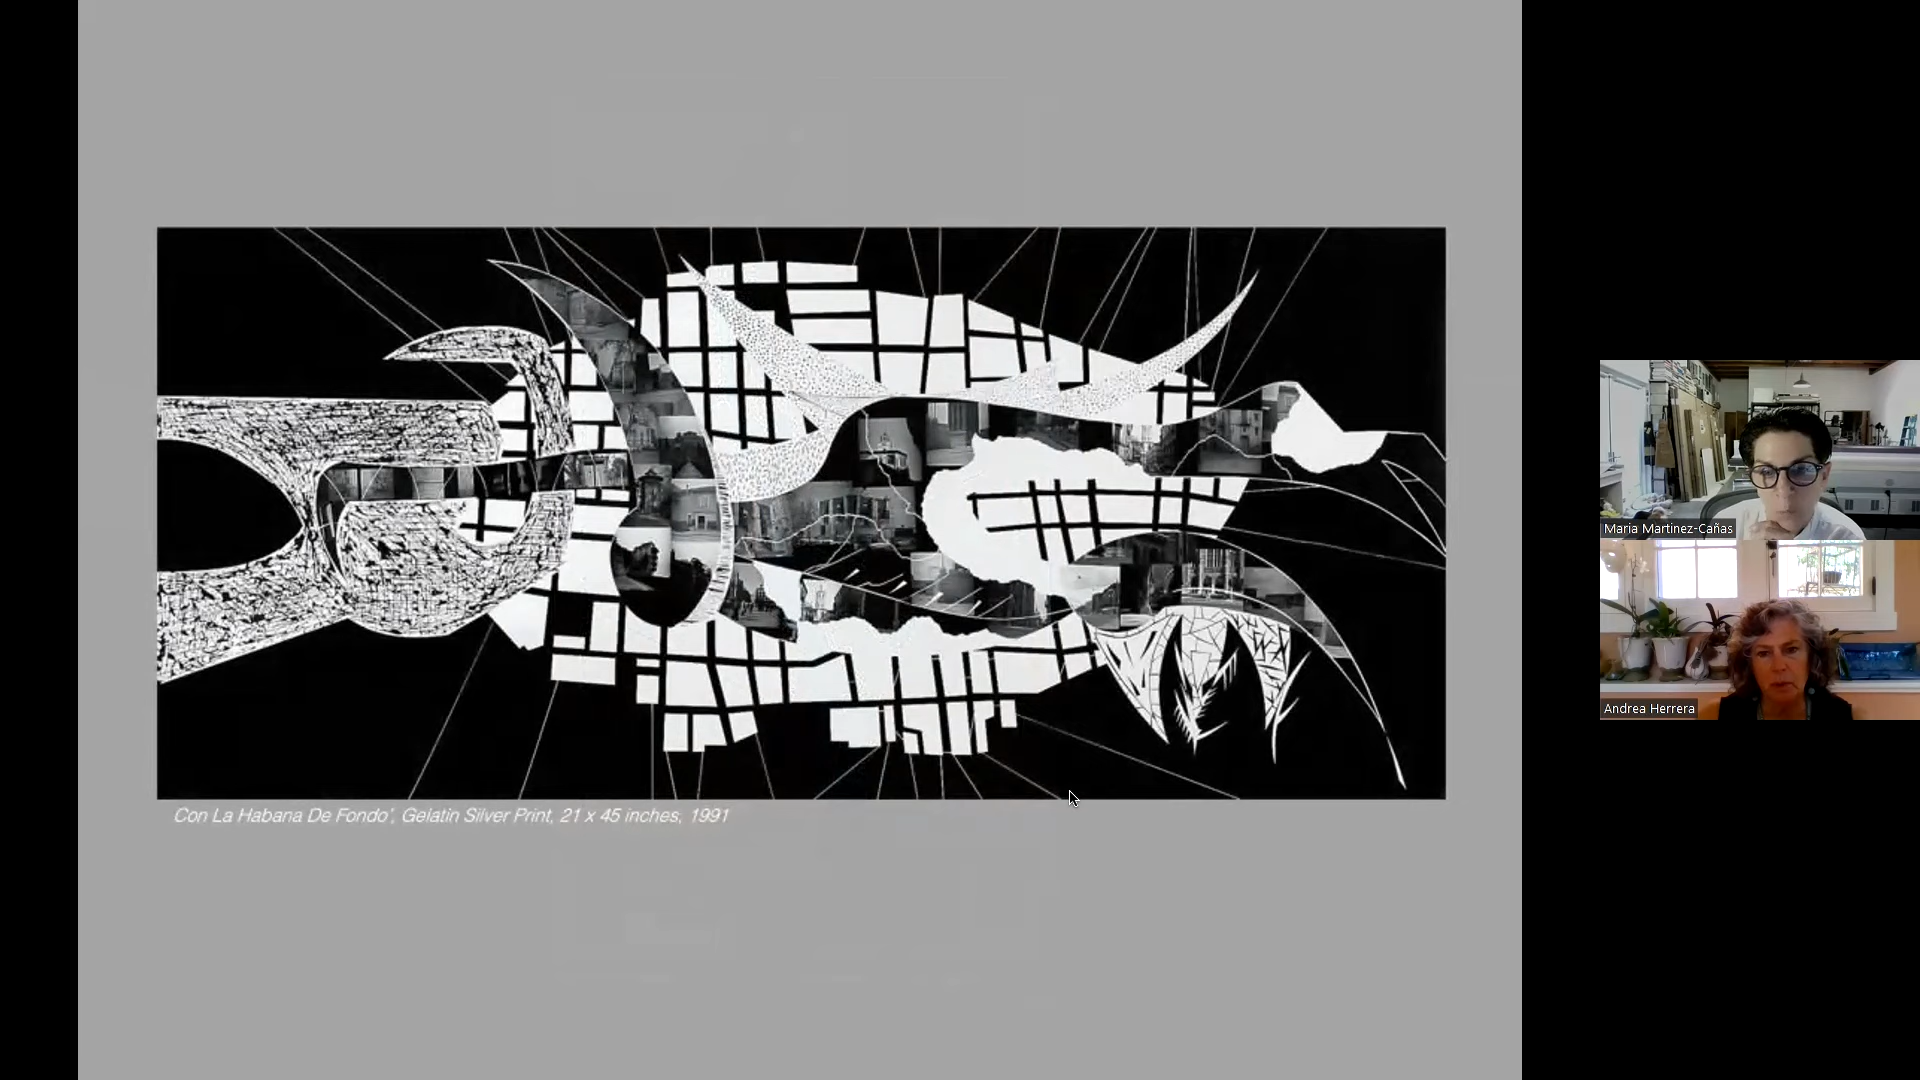 Con La Habana De Fondo', Gelatin Silver Print, 21 x 45 inches, 1991
Maria Martinez-Cañas
Andrea Herrera